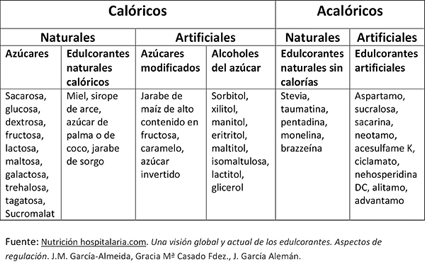 Calóricos
Acalóricos
Naturales
Artificiales
Naturales
Artificiales
Azúcares
Edulcorantes
naturales
calóricos
Azúcares
modificados
Alcoholes
del azúcar
Edulcorantes
naturales sin
calorías
Edulcorantes
artificiales
Sacarosa,
glucosa,
dextrosa,
fructosa,
lactosa,
maltosa,
galactosa,
trehalosa,
tagatosa,
Sucromalat
Miel, sirope
de arce,
azúcar de
palma o de
coco, jarabe
de sorgo
Jarabe de
maíz de alto
contenido en
fructosa,
caramelo,
azúcar
invertido
Sorbitol,
xilitol,
manitol,
eritritol,
maltitol,
isomaltulosa,
lactitol,
glicerol
Stevia,
taumatina,
pentadina,
monelina,
brazzeína
Aspartamo,
sucralosa,
sacarina,
neotamo,
acesulfame K,
ciclamato,
nehosperidina
DC, alitamo,
advantamo
Fuente: Nutrición hospitalaria.com. Una visión global y actual de los edulcorantes. Aspectos de
regulación. J.M. García-Almeida, Gracia Mª Casado Fdez., J. García Alemán.